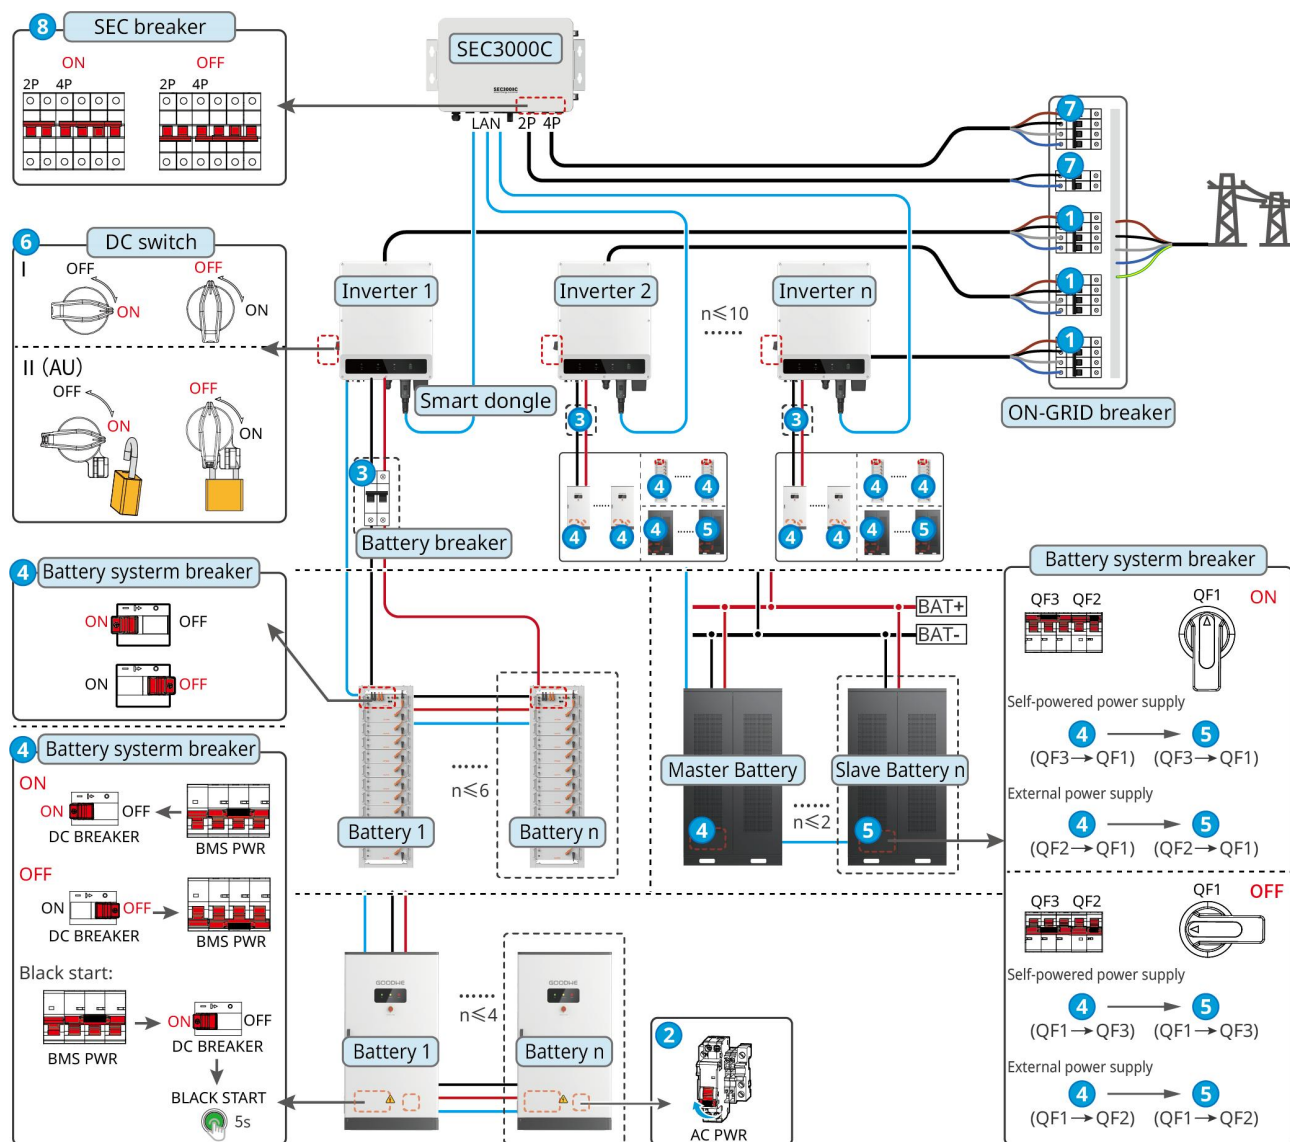 8 SEC breaker
ON OFF
2P 4P 2P 4P
SEC3000C
SEC3000C
LAN 2P 4P
7
7
1
1
1
ON-GRID breaker
6 DC switch
I
OFF
ON
OFF
ON
II (AU)
OFF
ON
OFF
ON
Inverter 1
Inverter 2
n≤10
......
Inverter n
Smart dongle
3
3
3
Battery breaker
4 4 4 4 4 5
4 4 4 4 4 5
4 Battery systerm breaker
ON OFF
ON OFF
BAT+
BAT-
Battery 1
......
n≤6
Battery n
Master Battery
Slave Battery n
......
n≤2
4
5
4 Battery systerm breaker
ON
ON OFF
DC BREAKER
BMS PWR
OFF
ON OFF
DC BREAKER
BMS PWR
Black start:
BMS PWR
ON OFF
DC BREAKER
BLACK START
5s
GOODWE
Battery 1
......
n≤4
GOODWE
Battery n
2
AC PWR
Battery systerm breaker
QF3 QF2 QF1 ON
Self-powered power supply
4 → 5
(QF3→QF1) (QF3→QF1)
External power supply
4 → 5
(QF2→QF1) (QF2→QF1)
QF3 QF2 QF1 OFF
Self-powered power supply
4 → 5
(QF1→QF3) (QF1→QF3)
External power supply
4 → 5
(QF1→QF2) (QF1→QF2)